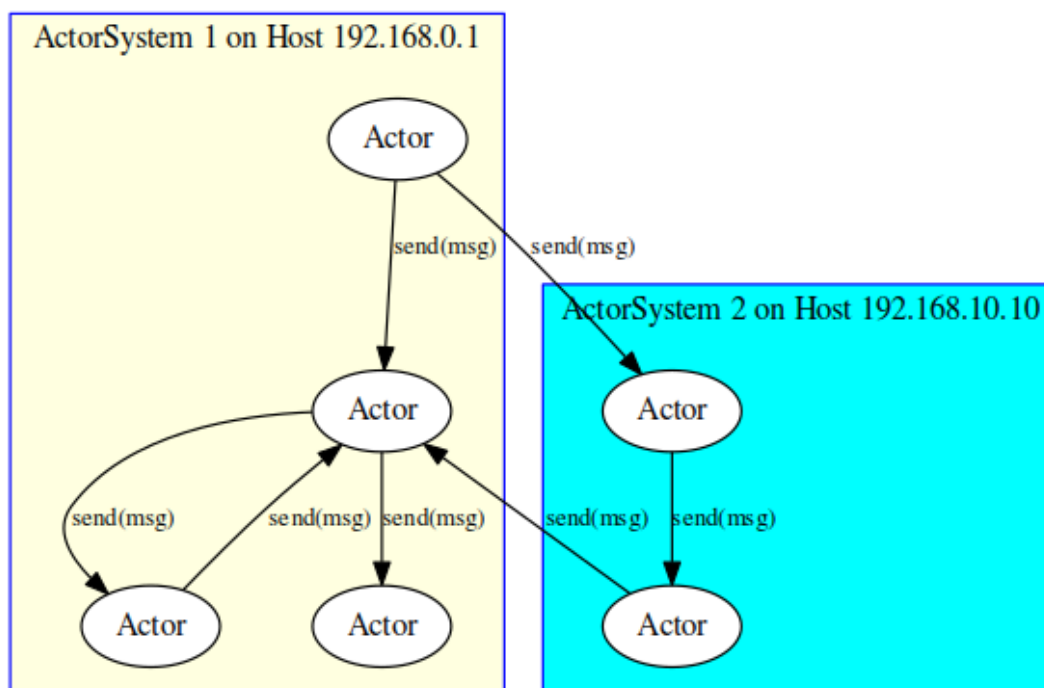 ActorSystem 1 on Host 192.168.0.1
Actor
send(msg)
send(msg)
ActorSystem 2 on Host 192.168.10.10
Actor
Actor
send(msg)
send(msg)
send(msg)
send(msg)
send(msg)
Actor
Actor
Actor